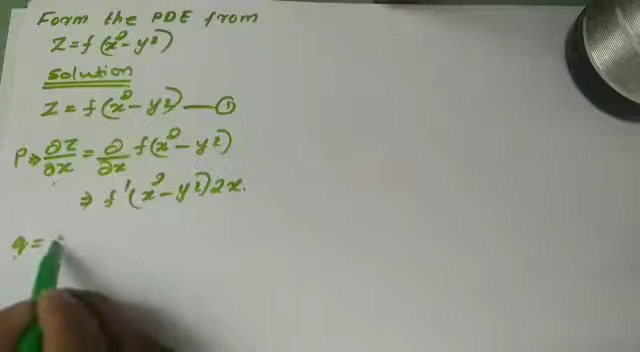 Form the PDE from
Z = f(x² - y²)
Solution
Z = f(x² - y²) — ①
P ⇒ ∂Z/∂x = ∂/∂x f(x² - y²)
⇒ f'(x² - y²) 2x.
q =